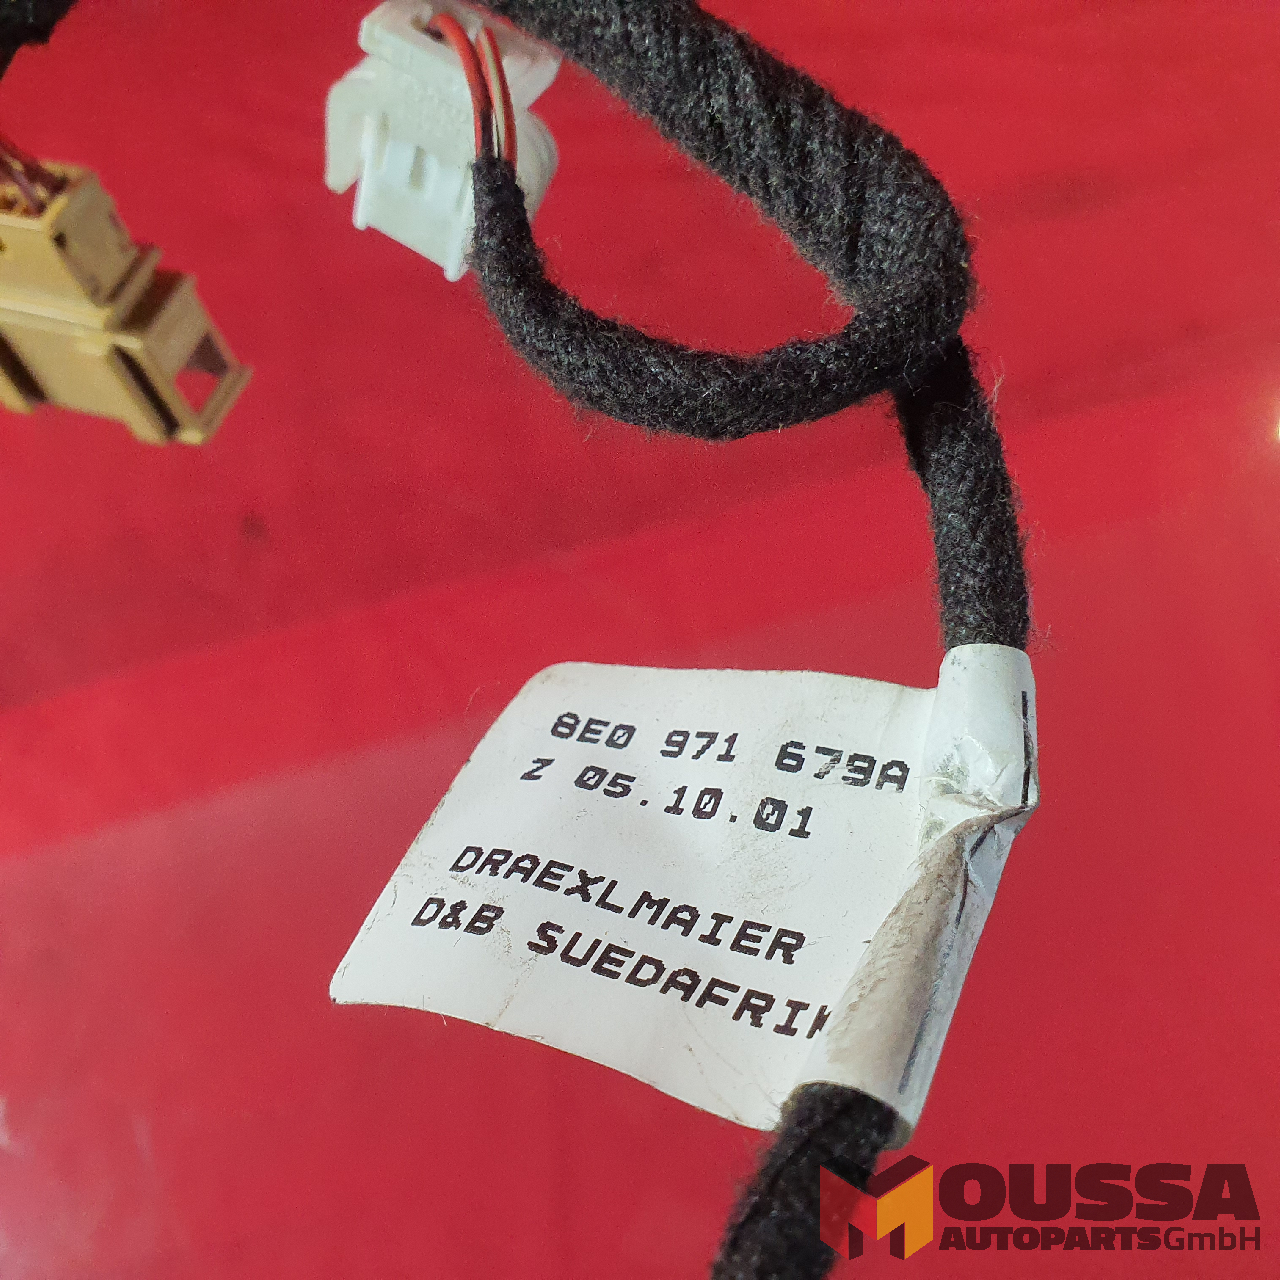 8E0 971 679A
Z 05.10.01
DRAEXLMAIER
D&B SUEDAFRIK
MOUSSA
AUTOPARTSGmbH